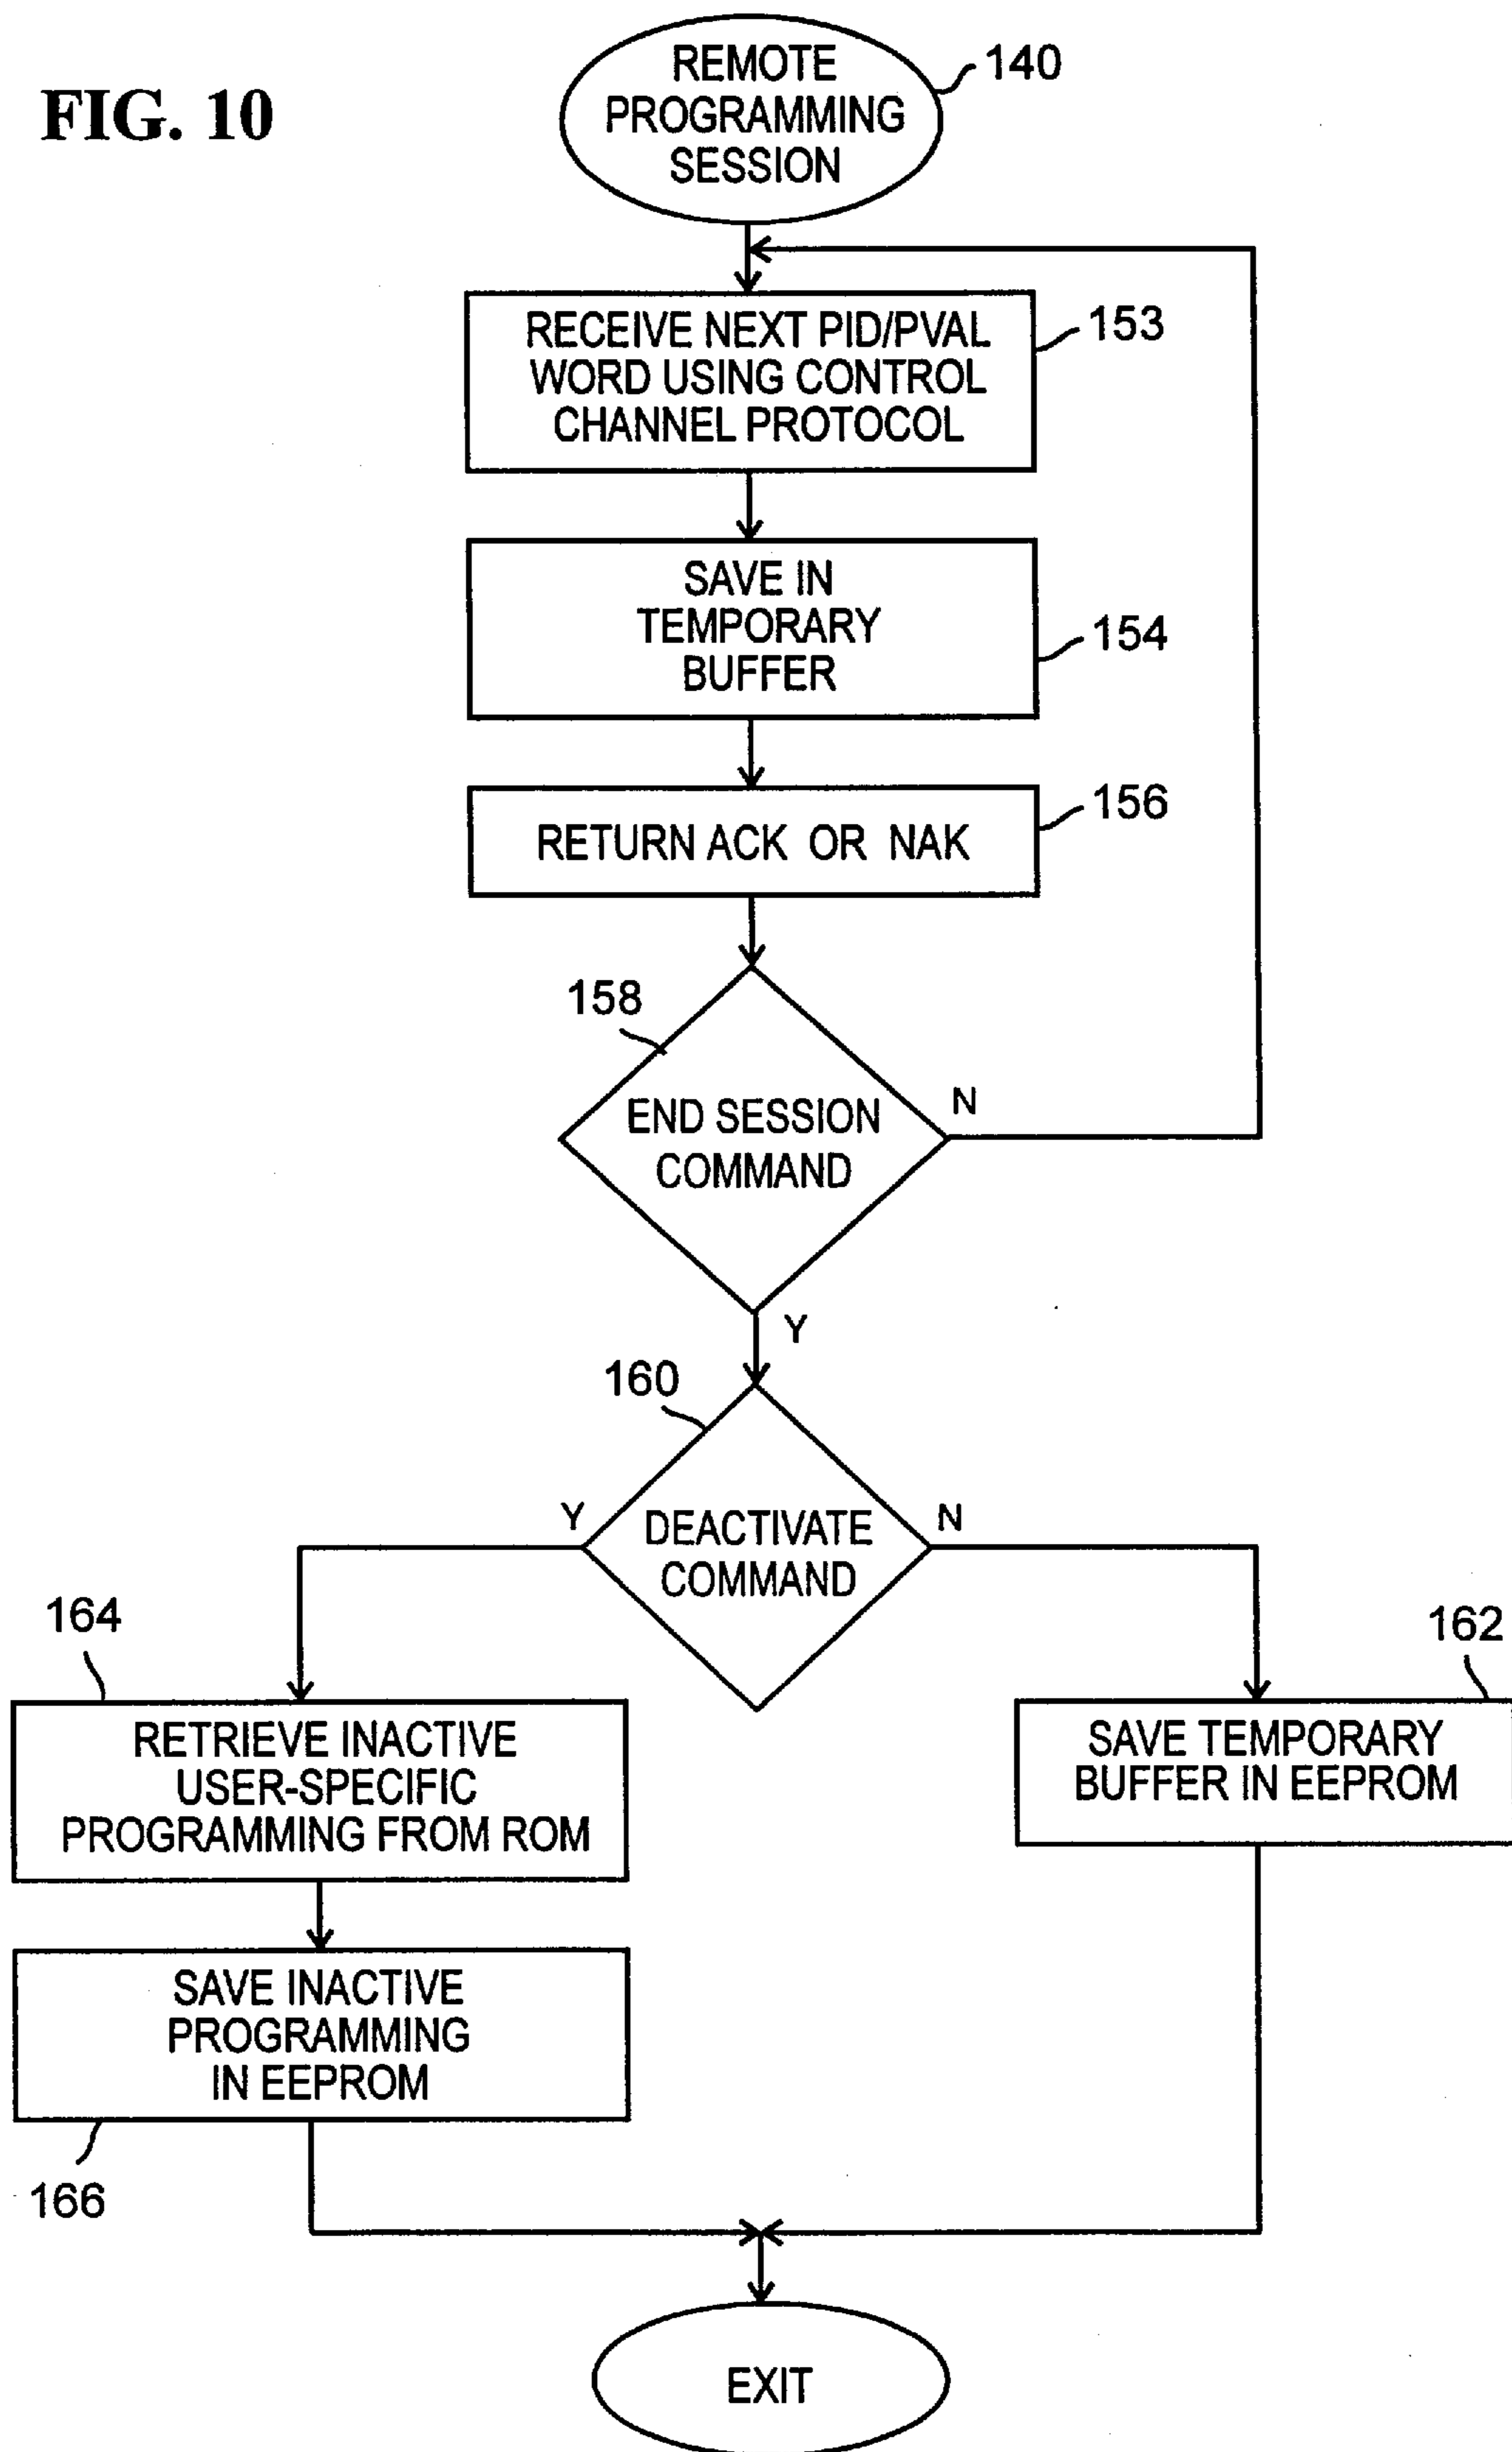 FIG. 10
REMOTE
PROGRAMMING
SESSION
140
RECEIVE NEXT PID/PVAL
WORD USING CONTROL
CHANNEL PROTOCOL
153
SAVE IN
TEMPORARY
BUFFER
154
RETURN ACK OR NAK
156
158
END SESSION
COMMAND
N
Y
160
DEACTIVATE
COMMAND
Y
N
164
RETRIEVE INACTIVE
USER-SPECIFIC
PROGRAMMING FROM ROM
162
SAVE TEMPORARY
BUFFER IN EEPROM
SAVE INACTIVE
PROGRAMMING
IN EEPROM
166
EXIT